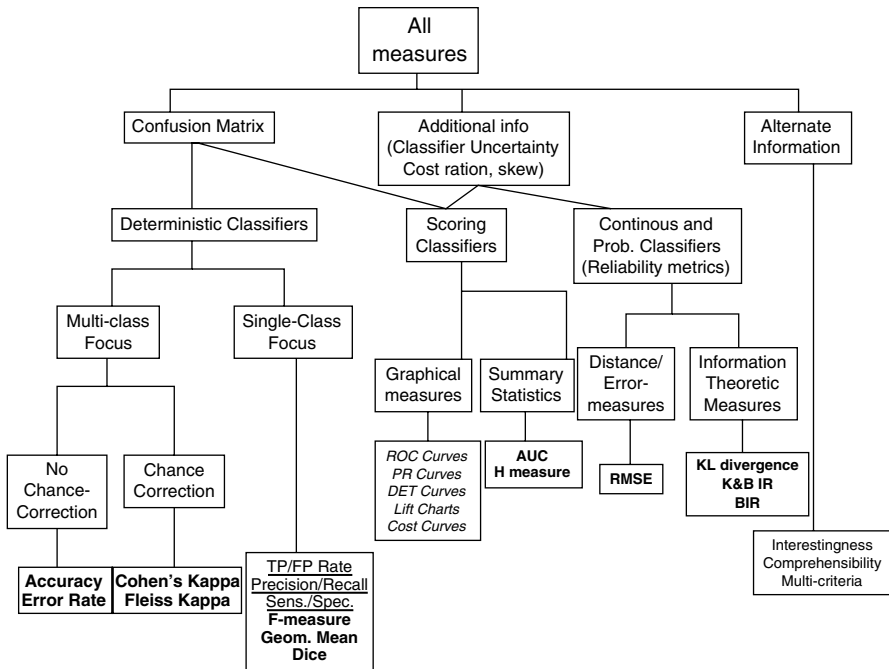 All
measures
Confusion Matrix
Additional info
(Classifier Uncertainty
Cost ration, skew)
Alternate
Information
Deterministic Classifiers
Scoring
Classifiers
Continous and
Prob. Classifiers
(Reliability metrics)
Multi-class
Focus
Single-Class
Focus
Graphical
measures
Summary
Statistics
Distance/
Error-
measures
Information
Theoretic
Measures
No
Chance-
Correction
Chance
Correction
ROC Curves
PR Curves
DET Curves
Lift Charts
Cost Curves
AUC
H measure
RMSE
KL divergence
K&B IR
BIR
Interestingness
Comprehensibility
Multi-criteria
Accuracy
Error Rate
Cohen's Kappa
Fleiss Kappa
TP/FP Rate
Precision/Recall
Sens./Spec.
F-measure
Geom. Mean
Dice